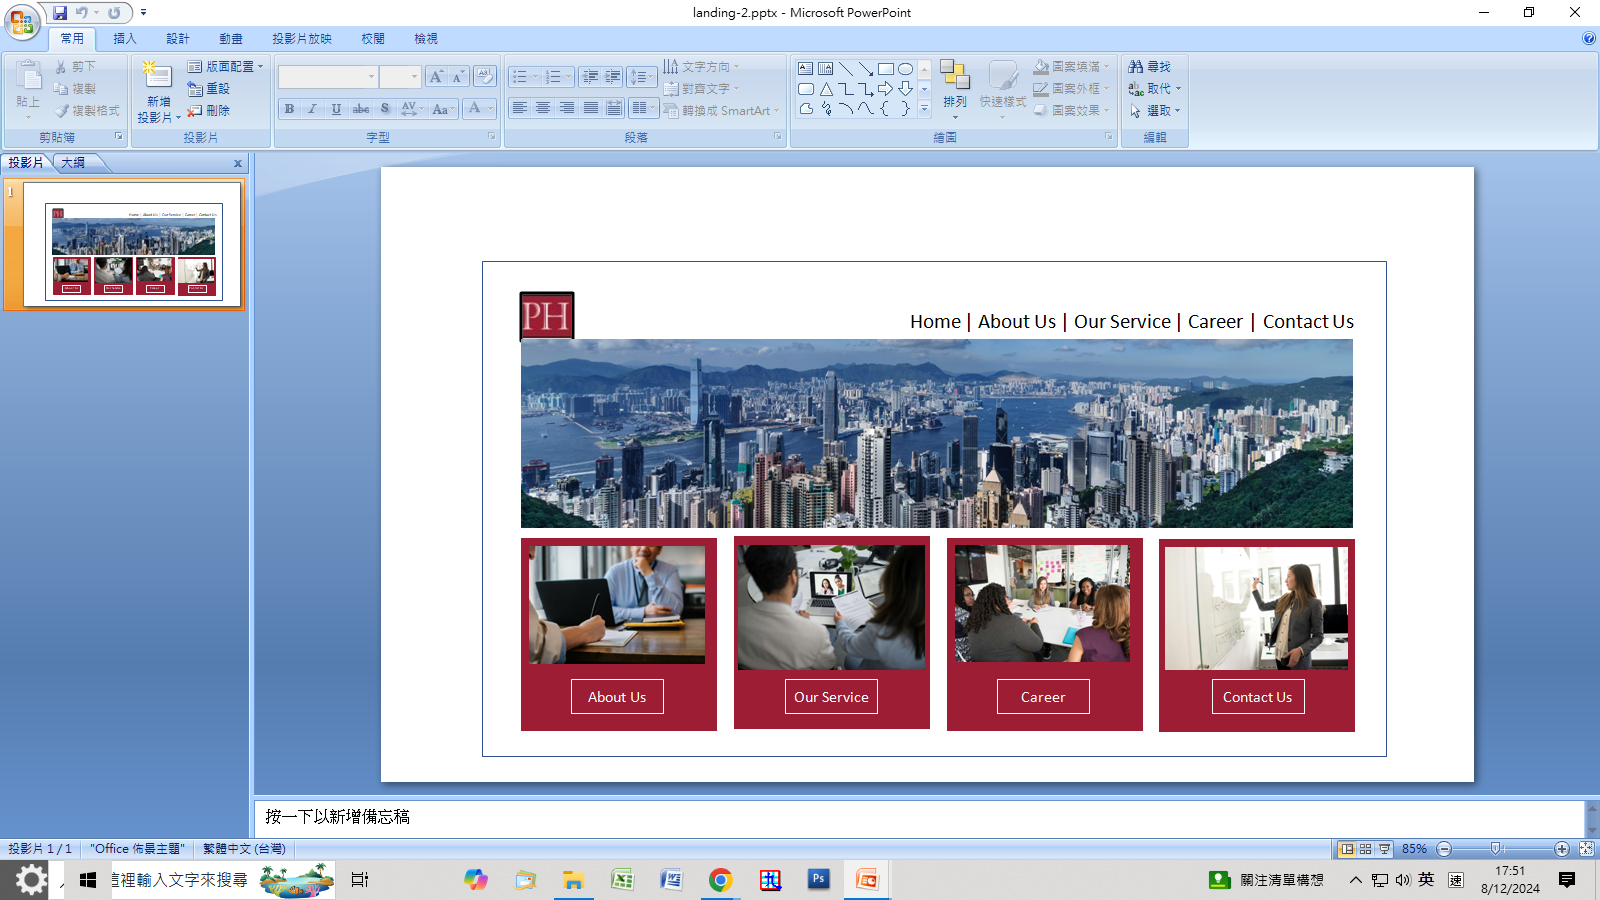 landing-2.pptx - Microsoft PowerPoint
常用 插入 設計 動畫 投影片放映 校閱 檢視
貼上
剪下
複製
複製格式
剪貼簿
新增
投影片
版面配置
重設
刪除
投影片
B I U abc S AV Aa A
字型
文字方向
對齊文字
轉換成 SmartArt
段落
排列
快速樣式
圖案填滿
圖案外框
圖案效果
繪圖
尋找
取代
選取
編輯
投影片 大綱 x
1
PH
Home | About Us | Our Service | Career | Contact Us
About Us
Our Service
Career
Contact Us
按一下以新增備忘稿
投影片 1 / 1 "Office 佈景主題" 繁體中文 (台灣)
85%
這裡輸入文字來搜尋
Ps
關注清單構想
英
速
17:51
8/12/2024